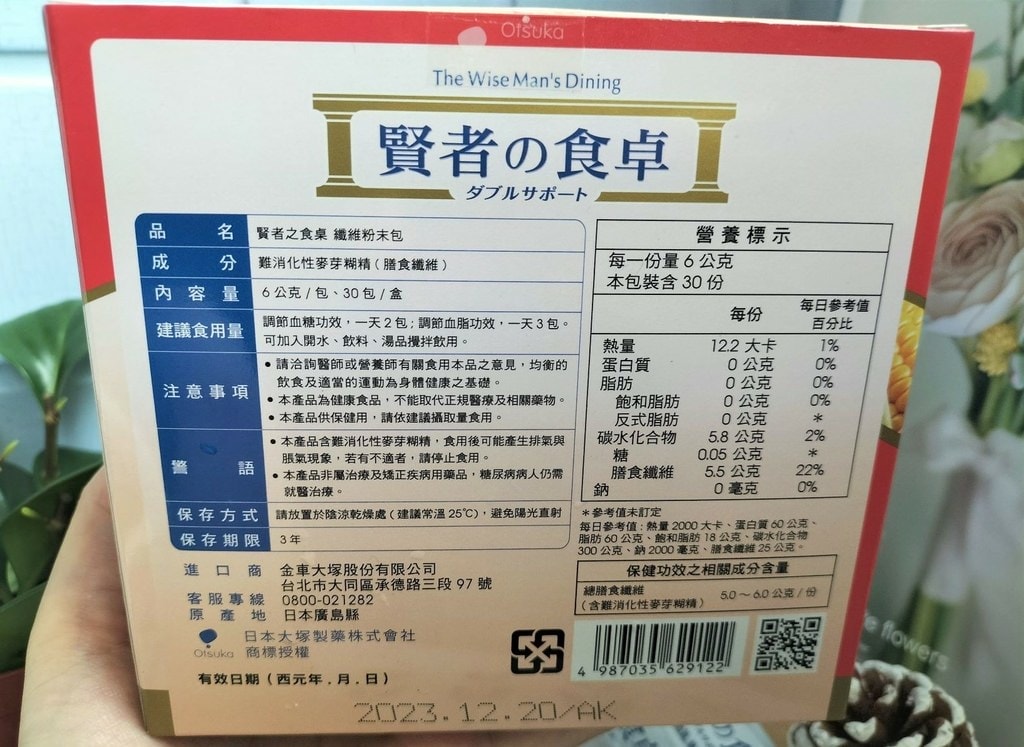 Otsuka
The Wise Man's Dining
賢者の食卓
ダブルサポート
品名 賢者之食桌 纖維粉末包
成分 難消化性麥芽糊精（膳食纖維）
內容量 6公克/包、30包/盒
建議食用量 調節血糖功效，一天2包；調節血脂功效，一天3包。
可加入開水、飲料、湯品攪拌飲用。
注意事項 •請洽詢醫師或營養師有關食用本品之意見，均衡的
飲食及適當的運動為身體健康之基礎。
•本產品為健康食品，不能取代正規醫療及相關藥物。
•本產品供保健用，請依建議攝取量食用。
警語 •本產品含難消化性麥芽糊精，食用後可能產生排氣與
脹氣現象，若有不適者，請停止食用。
•本產品非屬治療及矯正疾病用藥品，糖尿病病人仍需
就醫治療。
保存方式 請放置於陰涼乾燥處（建議常溫25℃），避免陽光直射
保存期限 3年
進口商 金車大塚股份有限公司
台北市大同區承德路三段97號
客服專線 0800-021282
原產地 日本廣島縣
Otsuka 日本大塚製藥株式會社
商標授權
有效日期（西元年.月.日）
2023.12.20/AK
營養標示
每一份量6公克
本包裝含30份
每份 每日參考值
百分比
熱量 12.2大卡 1%
蛋白質 0公克 0%
脂肪 0公克 0%
飽和脂肪 0公克 0%
反式脂肪 0公克 *
碳水化合物 5.8公克 2%
糖 0.05公克 *
膳食纖維 5.5公克 22%
鈉 0毫克 0%
*參考值未訂定
每日參考值：熱量2000大卡、蛋白質60公克、
脂肪60公克、飽和脂肪18公克、碳水化合物
300公克、鈉2000毫克、膳食纖維25公克。
保健功效之相關成分含量
總膳食纖維
（含難消化性麥芽糊精） 5.0～6.0公克/份
4 987035 629122
flowers